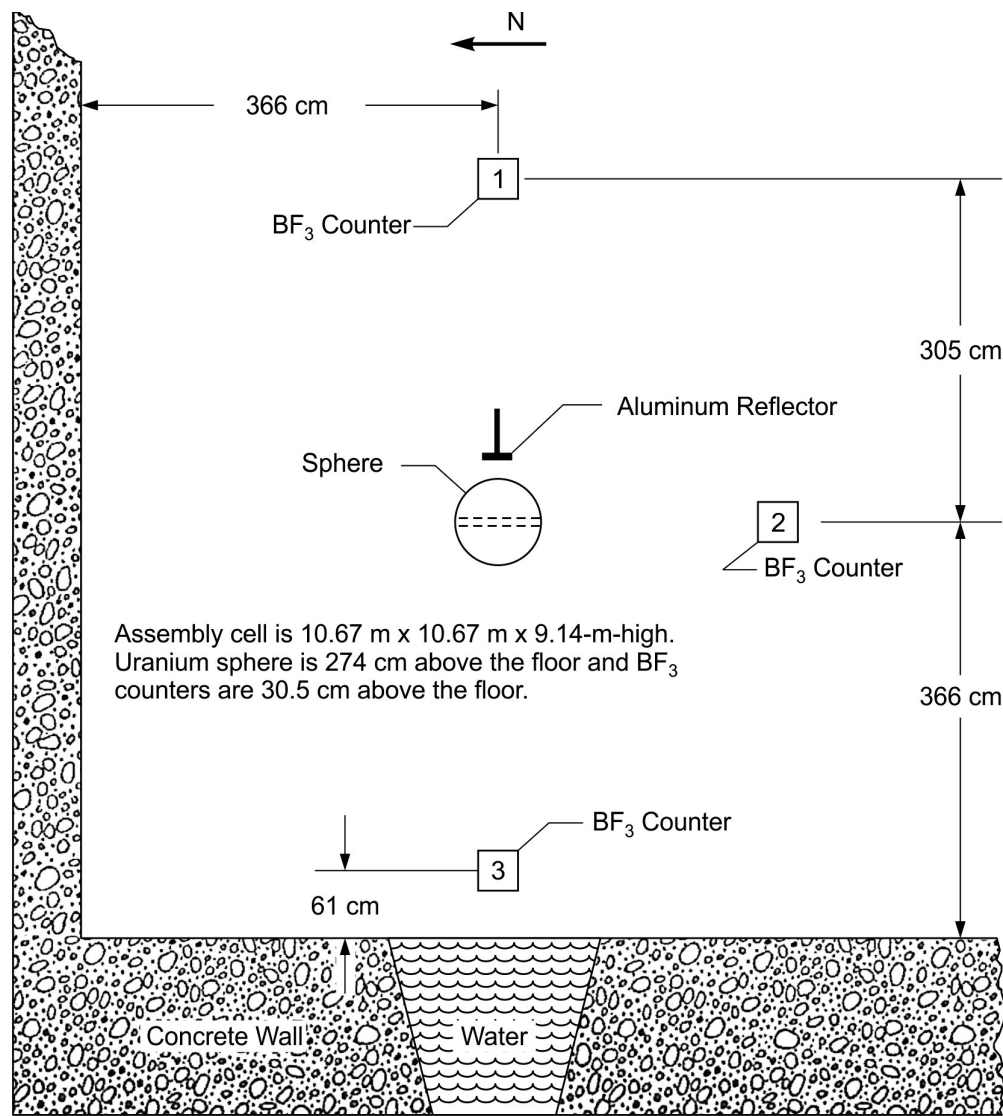 N
366 cm
1
BF₃ Counter
305 cm
Aluminum Reflector
Sphere
2
BF₃ Counter
Assembly cell is 10.67 m x 10.67 m x 9.14-m-high.
Uranium sphere is 274 cm above the floor and BF₃
counters are 30.5 cm above the floor.
366 cm
BF₃ Counter
3
61 cm
Concrete Wall
Water